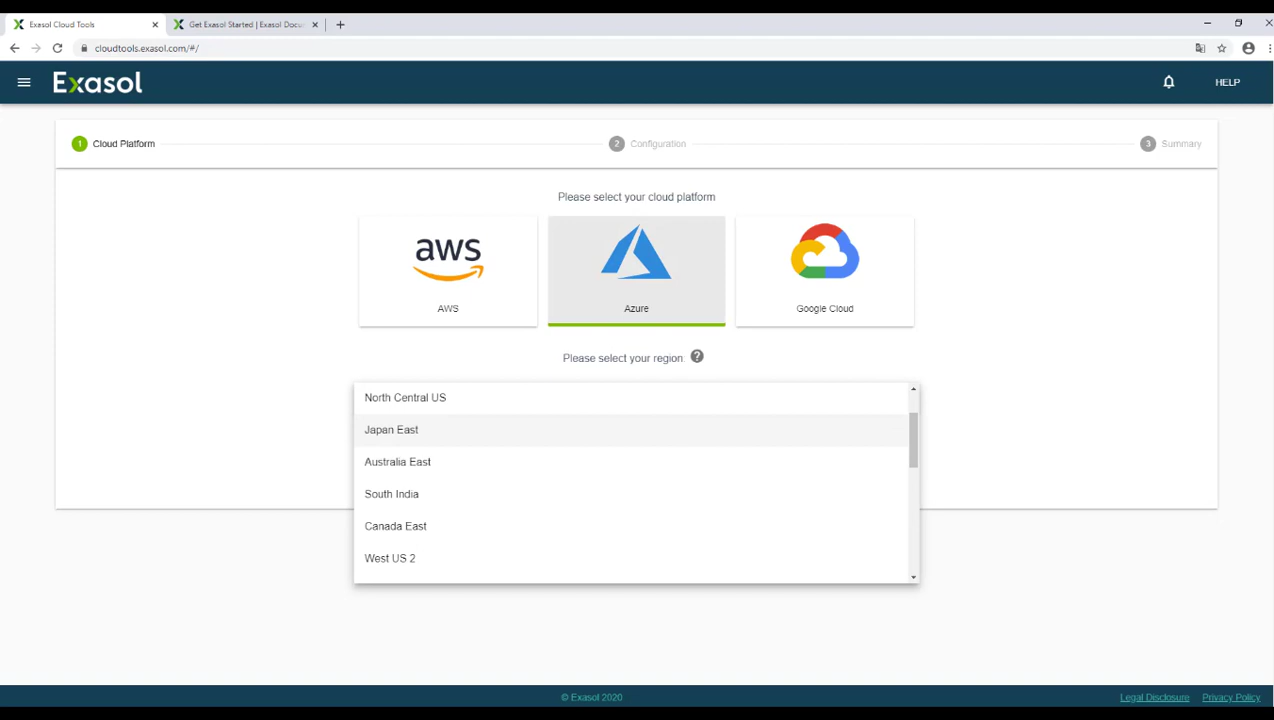 Exasol Cloud Tools
Get Exasol Started | Exasol Docu
cloudtools.exasol.com/#/
Exasol
HELP
1 Cloud Platform
2 Configuration
3 Summary
Please select your cloud platform
aws
AWS
Azure
Google Cloud
Please select your region: ?
North Central US
Japan East
Australia East
South India
Canada East
West US 2
© Exasol 2020
Legal Disclosure
Privacy Policy